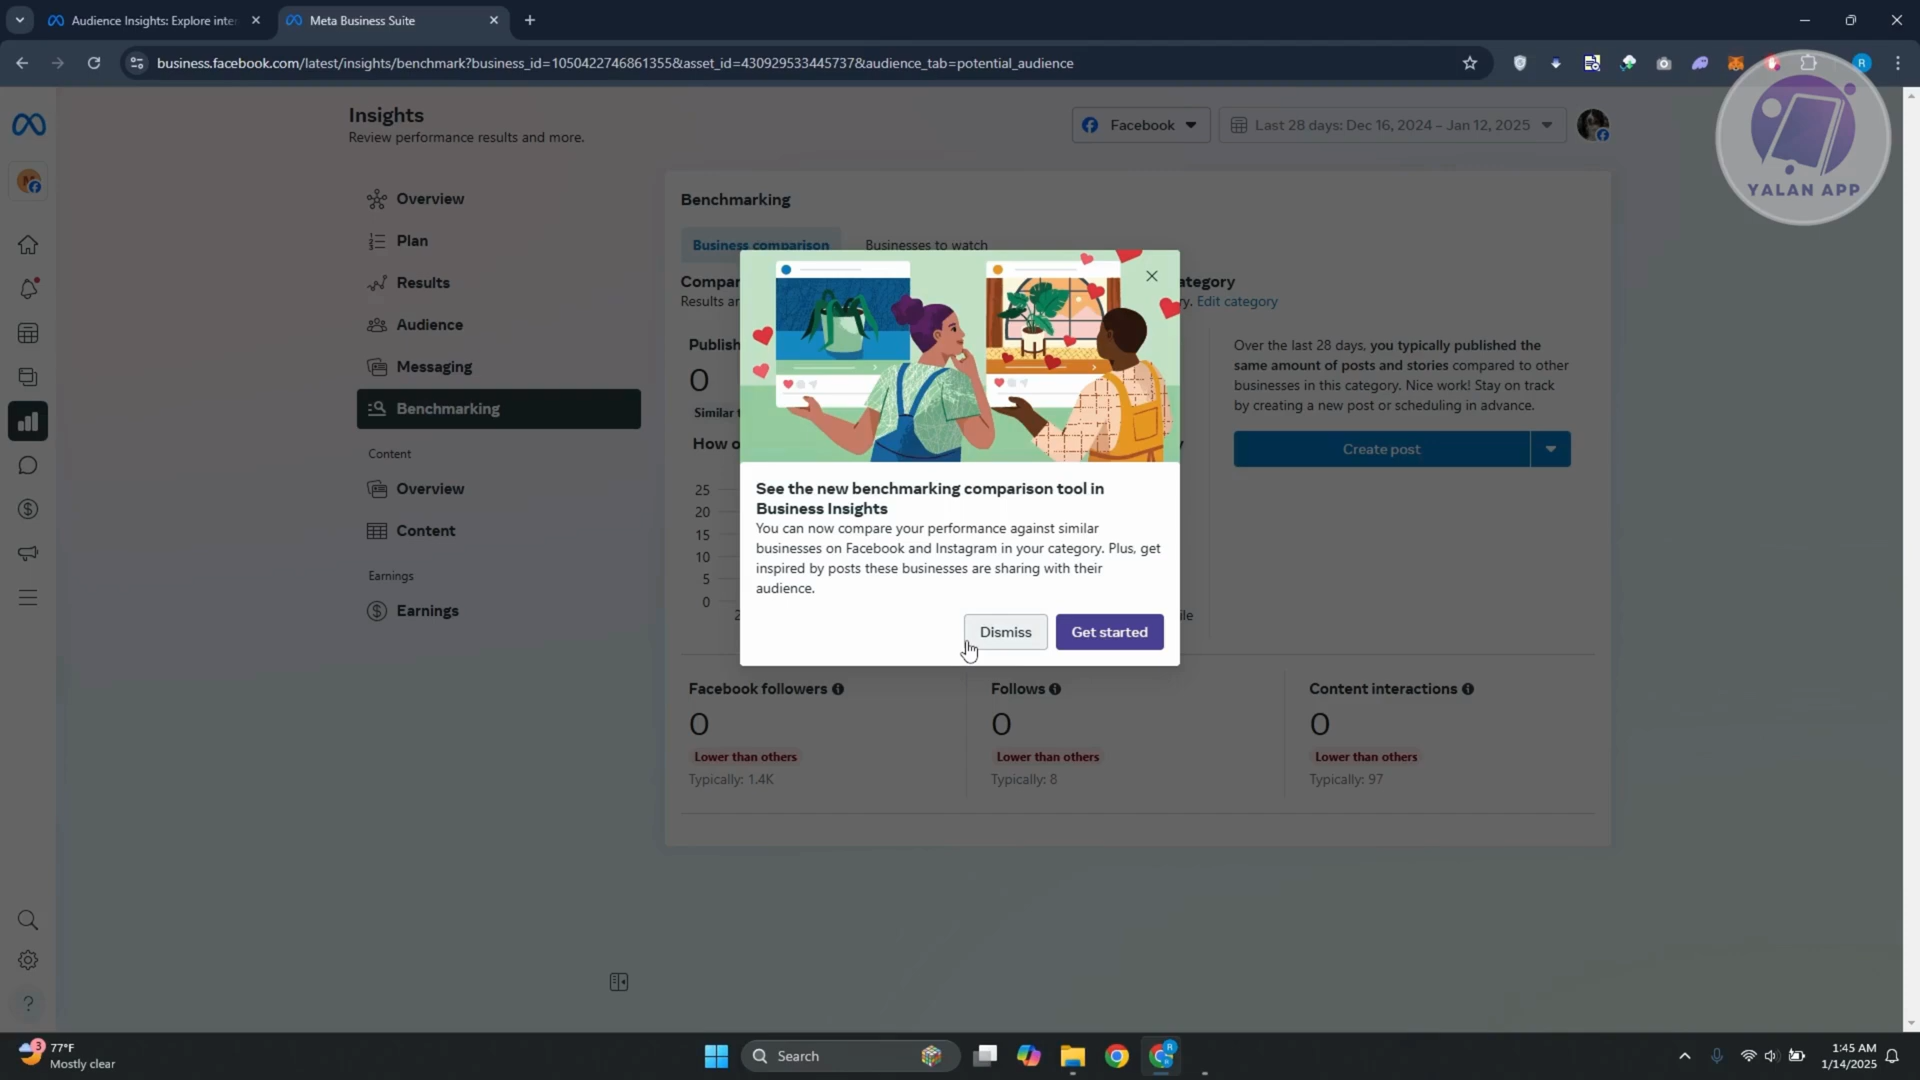 Audience Insights: Explore inte
Meta Business Suite
business.facebook.com/latest/insights/benchmark?business_id=1050422746861355&asset_id=430929533445737&audience_tab=potential_audience
R
YALAN APP
Insights
Review performance results and more.
Facebook
Last 28 days: Dec 16, 2024 – Jan 12, 2025
Overview
Plan
Results
Audience
Messaging
Benchmarking
Content
Overview
Content
Earnings
Earnings
Benchmarking
Business comparison
Businesses to watch
Compar
ategory
Results ar
ry. Edit category
Publish
0
Similar t
How o
y
25
20
15
10
5
0
2
ile
Over the last 28 days, you typically published the
same amount of posts and stories compared to other
businesses in this category. Nice work! Stay on track
by creating a new post or scheduling in advance.
Create post
See the new benchmarking comparison tool in
Business Insights
You can now compare your performance against similar
businesses on Facebook and Instagram in your category. Plus, get
inspired by posts these businesses are sharing with their
audience.
Dismiss
Get started
Facebook followers
0
Lower than others
Typically: 1.4K
Follows
0
Lower than others
Typically: 8
Content interactions
0
Lower than others
Typically: 97
3
77°F
Mostly clear
Search
R
1:45 AM
1/14/2025